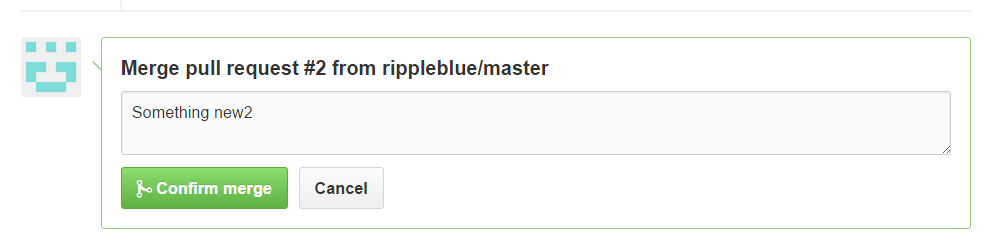 Merge pull request #2 from rippleblue/master
Something new2
Confirm merge
Cancel